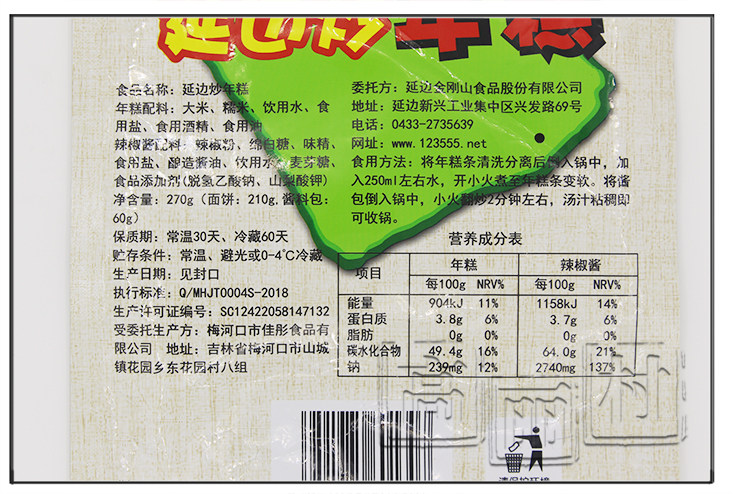 延边炒年糕
食品名称：延边炒年糕
年糕配料：大米、糯米、饮用水、食
用盐、食用酒精、食用油
辣椒酱配料：辣椒粉、绵白糖、味精、
食用盐、酿造酱油、饮用水、麦芽糖、
食品添加剂(脱氢乙酸钠、山梨酸钾)
净含量：270g（面饼：210g,酱料包：
60g）
保质期：常温30天、冷藏60天
贮存条件：常温、避光或0-4℃冷藏
生产日期：见封口
执行标准：Q/MHJT0004S-2018
生产许可证编号：SC12422058147132
受委托生产方：梅河口市佳彤食品有
限公司 地址：吉林省梅河口市山城
镇花园乡东花园村八组
委托方：延边金刚山食品股份有限公司
地址：延边新兴工业集中区兴发路69号
电话：0433-2735639
网址：www.123555.net
食用方法：将年糕条清洗分离后倒入锅中，加
入250ml左右水，开小火煮至年糕条变软。将酱
包倒入锅中，小火翻炒2分钟左右，汤汁粘稠即
可收锅。
营养成分表
项目 年糕 辣椒酱
每100g NRV% 每100g NRV%
能量 904kJ 11% 1158kJ 14%
蛋白质 3.8g 6% 3.7g 6%
脂肪 0g 0% 0g 0%
碳水化合物 49.4g 16% 64.0g 21%
钠 239mg 12% 2740mg 137%
请保护环境